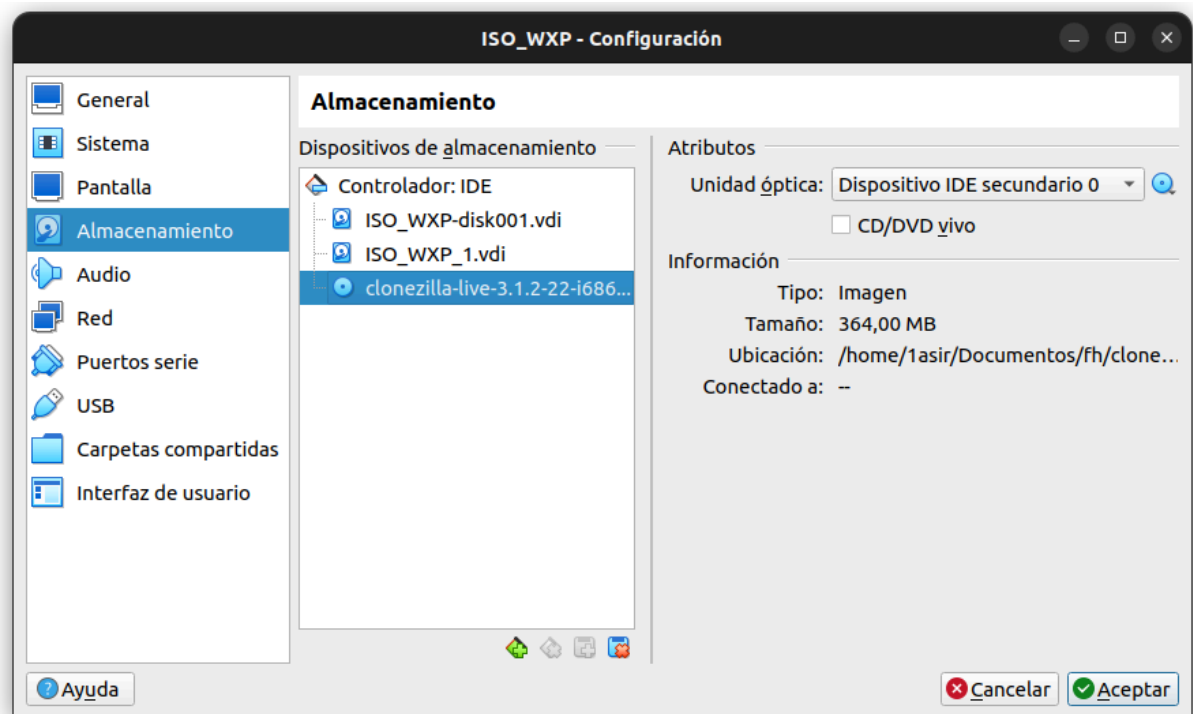 ISO_WXP - Configuración
General
Sistema
Pantalla
Almacenamiento
Audio
Red
Puertos serie
USB
Carpetas compartidas
Interfaz de usuario
Almacenamiento
Dispositivos de almacenamiento
Controlador: IDE
ISO_WXP-disk001.vdi
ISO_WXP_1.vdi
clonezilla-live-3.1.2-22-i686...
Atributos
Unidad óptica: Dispositivo IDE secundario 0
CD/DVD vivo
Información
Tipo: Imagen
Tamaño: 364,00 MB
Ubicación: /home/1asir/Documentos/fh/clone...
Conectado a: --
Ayuda
Cancelar
Aceptar